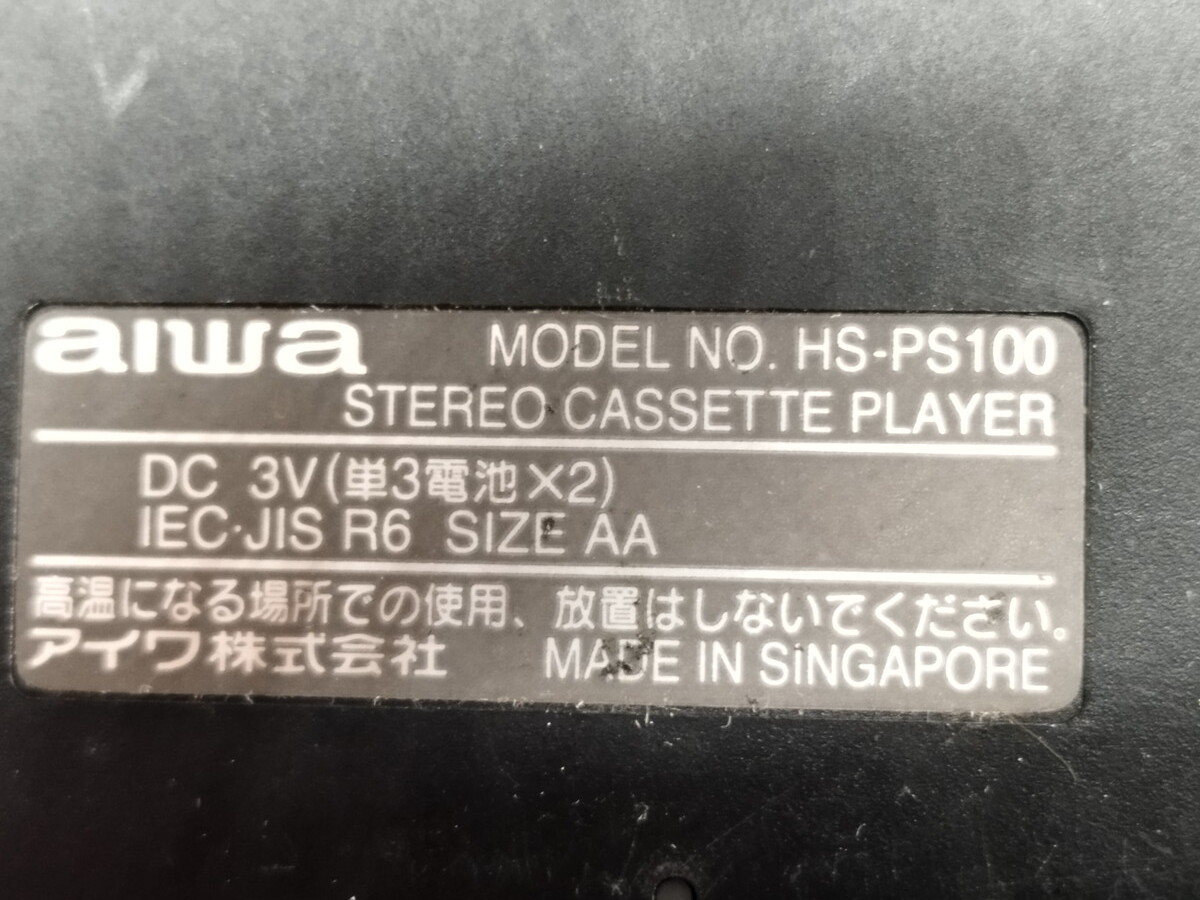 aiwa MODEL NO. HS-PS100
STEREO CASSETTE PLAYER
DC 3V(単3電池×2)
IEC·JIS R6 SIZE AA
高温になる場所での使用、放置はしないでください。
アイワ株式会社 MADE IN SINGAPORE